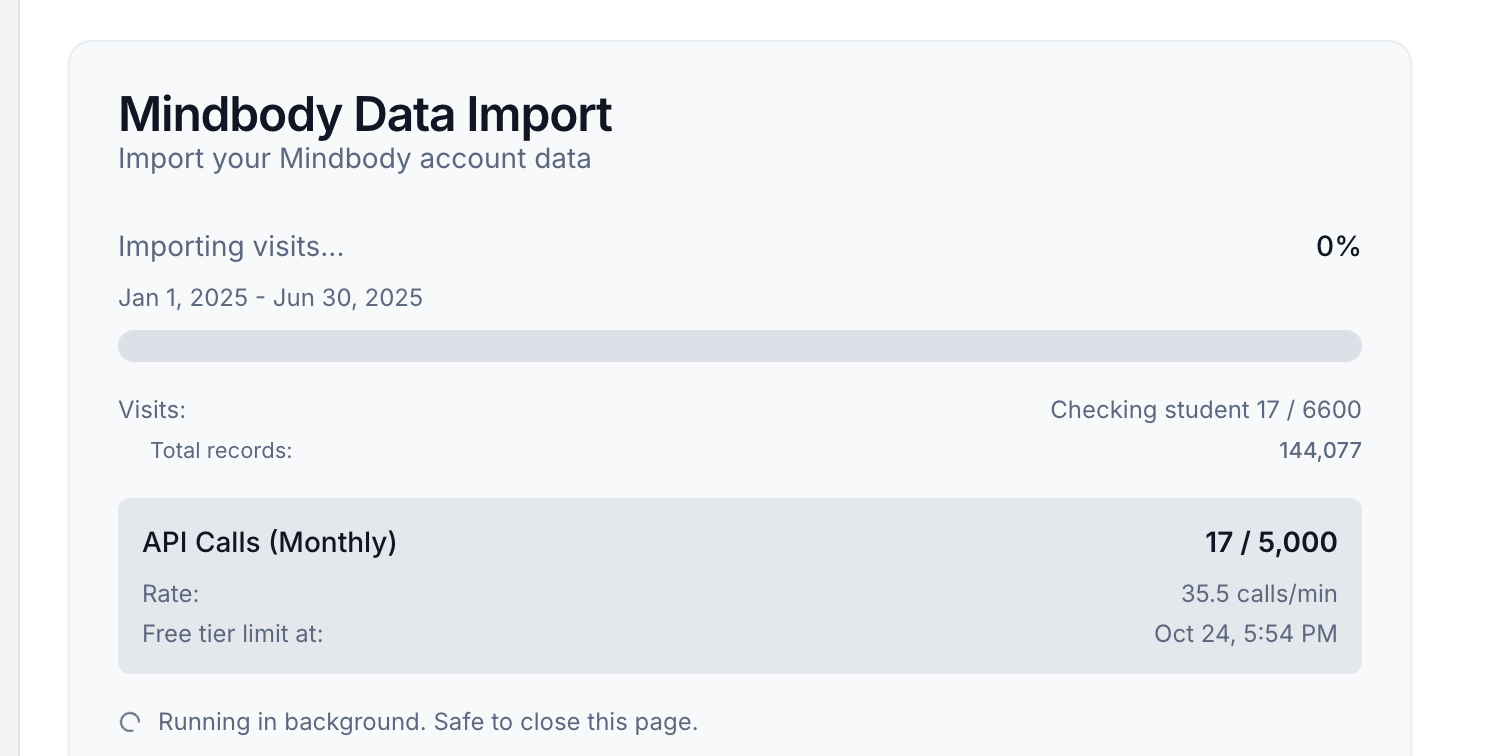 Mindbody Data Import
Import your Mindbody account data
Importing visits... 0%
Jan 1, 2025 - Jun 30, 2025
Visits: Checking student 17 / 6600
Total records: 144,077
API Calls (Monthly) 17 / 5,000
Rate: 35.5 calls/min
Free tier limit at: Oct 24, 5:54 PM
Running in background. Safe to close this page.